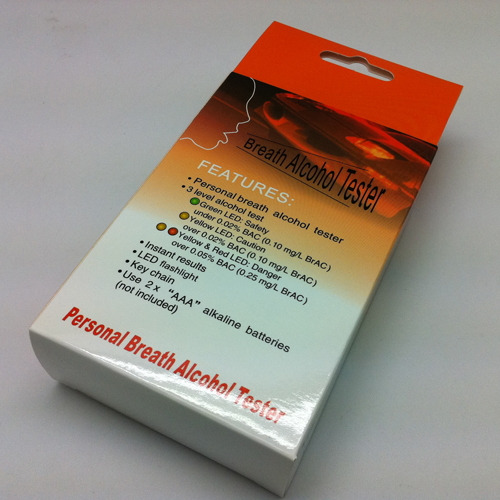 Breath Alcohol Tester
FEATURES:
• Personal breath alcohol tester
• 3 level alcohol test
Green LED: Safety
under 0.02% BAC (0.10 mg/L BrAC)
Yellow LED: Caution
over 0.02% BAC (0.10 mg/L BrAC)
Yellow & Red LED: Danger
over 0.05% BAC (0.25 mg/L BrAC)
• Instant results
• LED flashlight
• Key chain
• Use 2 x "AAA" alkaline batteries
(not included)
Personal Breath Alcohol Tester